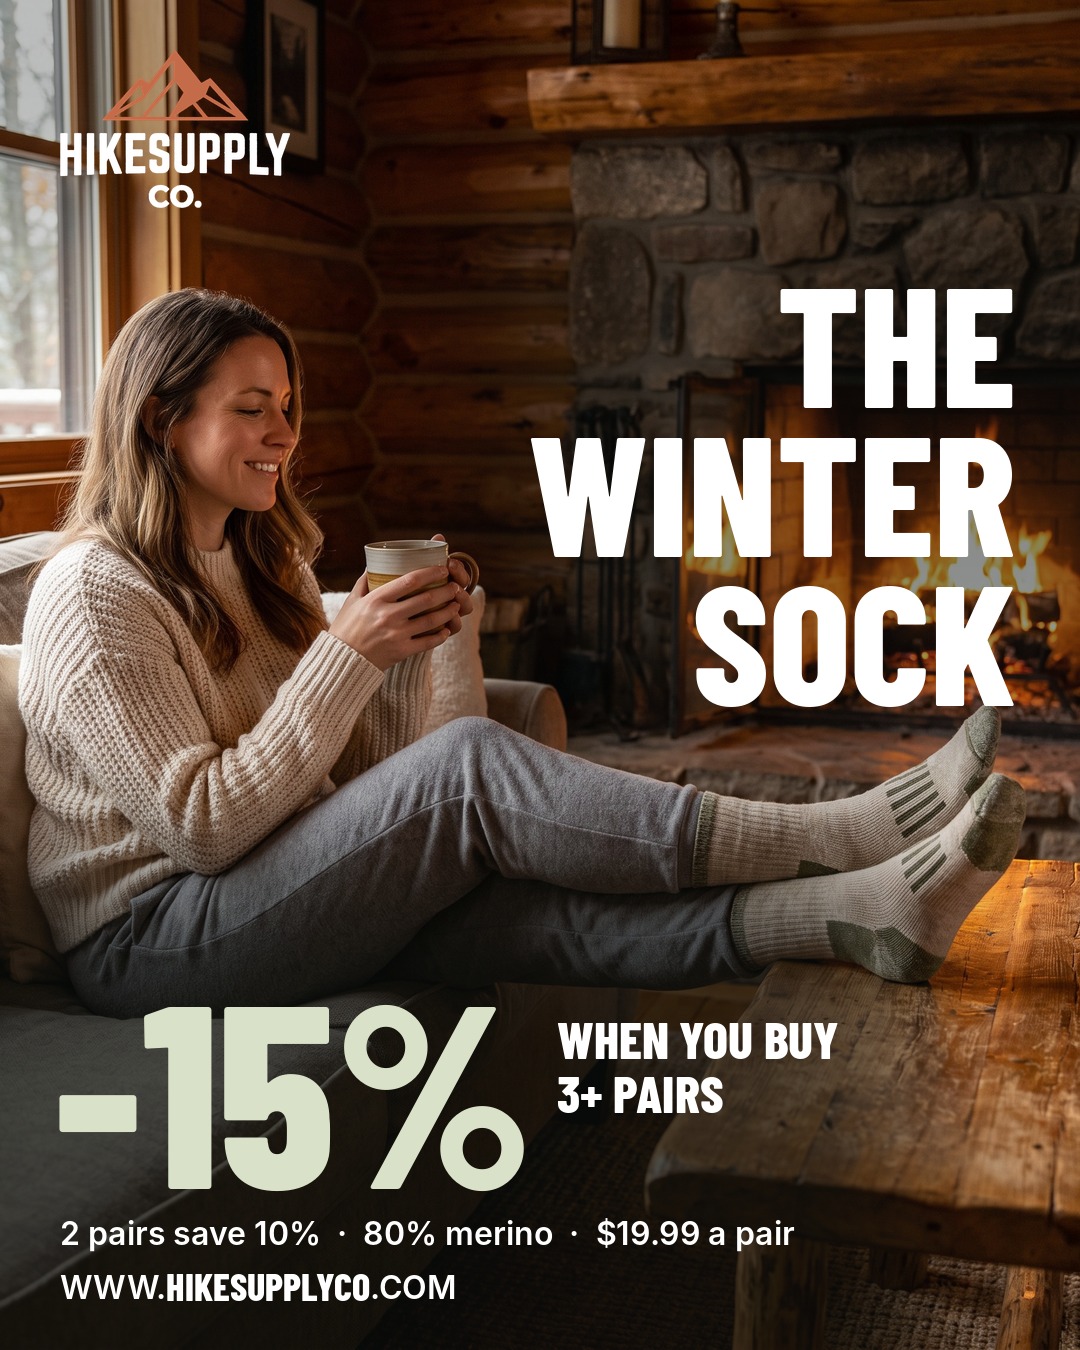 HIKESUPPLY
CO.
THE
WINTER
SOCK
-15%
WHEN YOU BUY
3+ PAIRS
2 pairs save 10% · 80% merino · $19.99 a pair
WWW.HIKESUPPLYCO.COM